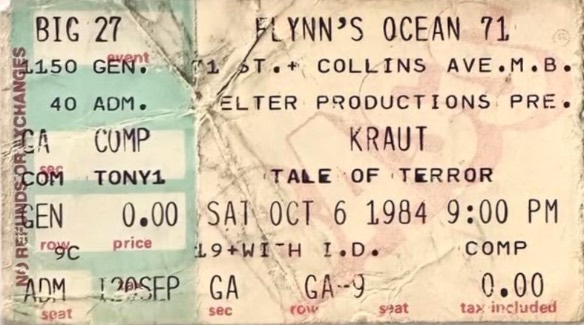 BIG 27 FLYNN'S OCEAN 71
event
1150 GEN. 71 ST.+ COLLINS AVE.M.B.
40 ADM. ELTER PRODUCTIONS PRE.
GA COMP KRAUT
sec
COM TONY1 TALE OF TERROR
GEN 0.00 SAT OCT 6 1984 9:00 PM
row price
9C 19+WITH I.D. COMP
ADM 120SEP GA GA-9 0.00
seat sec row seat tax included
NO REFUNDS OR EXCHANGES